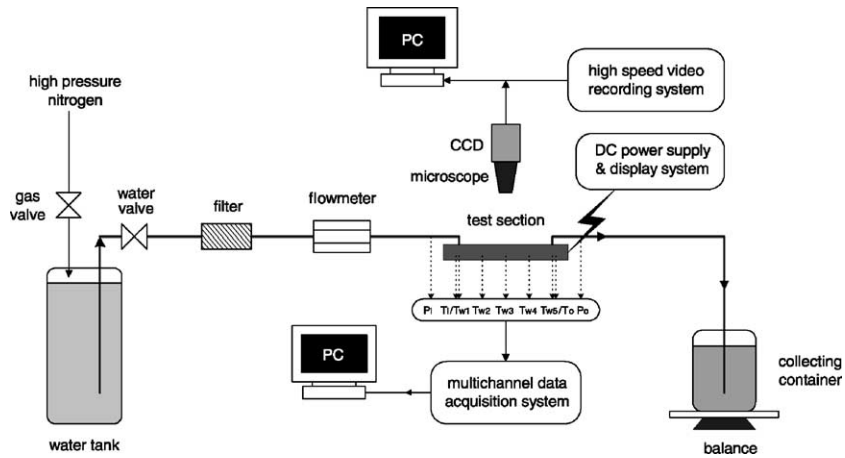 PC
high speed video
recording system
high pressure
nitrogen
CCD
microscope
DC power supply
& display system
gas
valve
water
valve
filter
flowmeter
test section
Pi Ti/Tw1 Tw2 Tw3 Tw4 Tw5/To Po
PC
multichannel data
acquisition system
collecting
container
water tank
balance